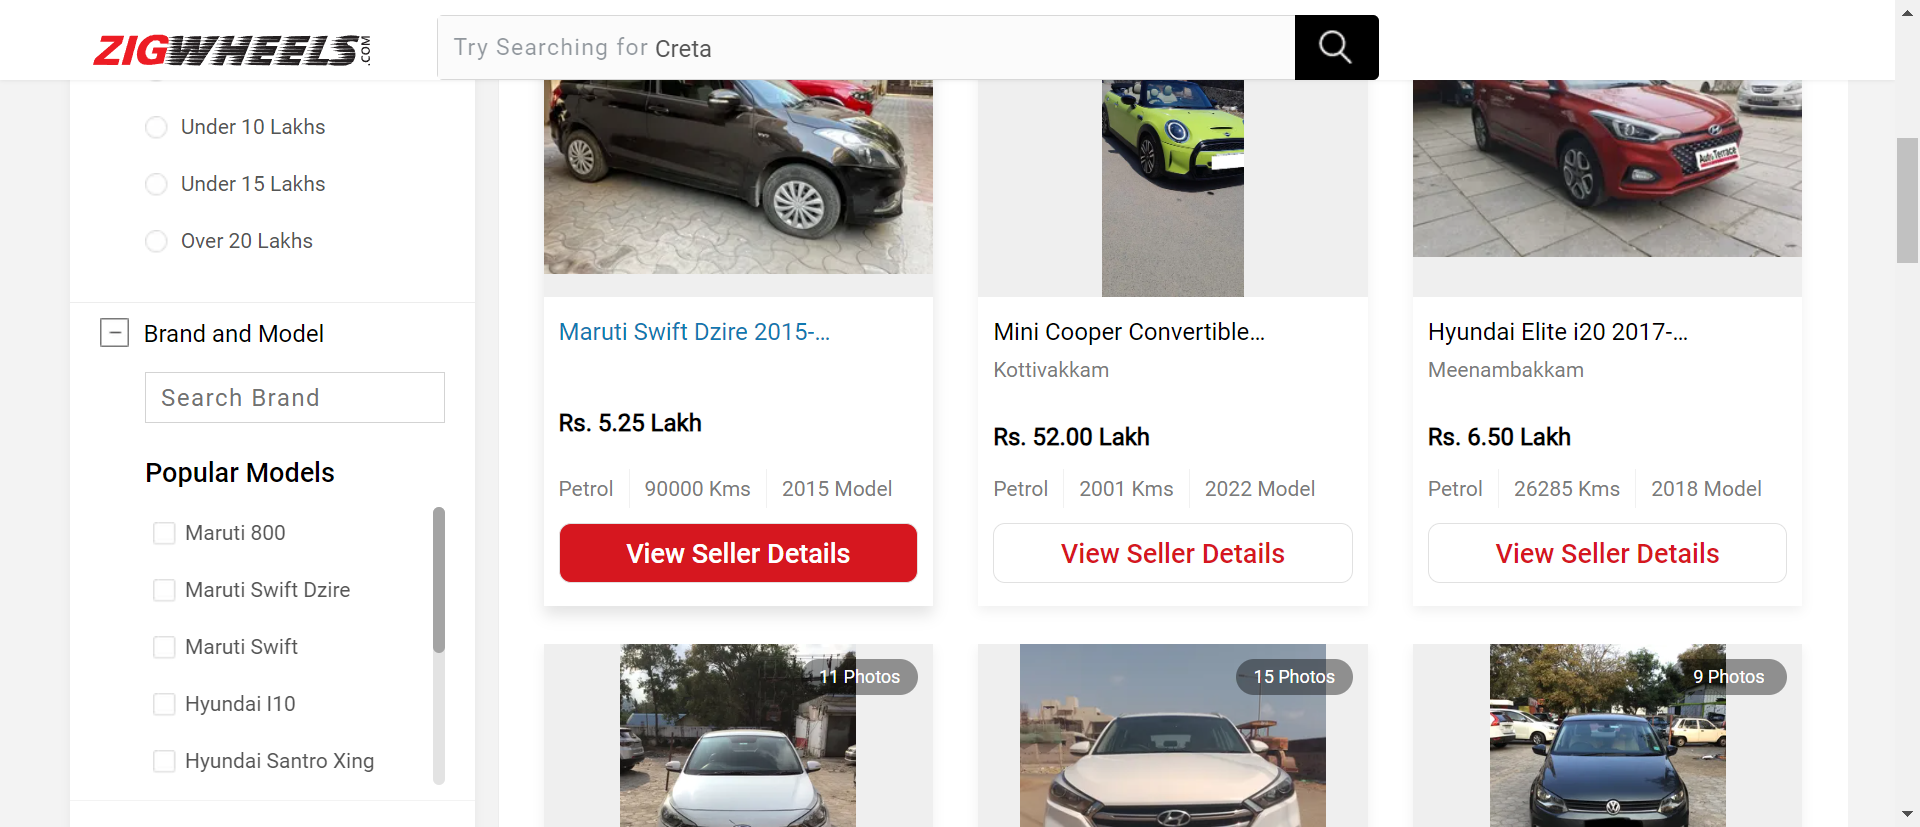 ZIGWHEELS.COM
Try Searching for Creta
Under 10 Lakhs
Under 15 Lakhs
Over 20 Lakhs
Brand and Model
Search Brand
Popular Models
Maruti 800
Maruti Swift Dzire
Maruti Swift
Hyundai I10
Hyundai Santro Xing
Auto Terrace
Maruti Swift Dzire 2015-...
Rs. 5.25 Lakh
Petrol 90000 Kms 2015 Model
View Seller Details
Mini Cooper Convertible...
Kottivakkam
Rs. 52.00 Lakh
Petrol 2001 Kms 2022 Model
View Seller Details
Hyundai Elite i20 2017-...
Meenambakkam
Rs. 6.50 Lakh
Petrol 26285 Kms 2018 Model
View Seller Details
11 Photos
15 Photos
9 Photos